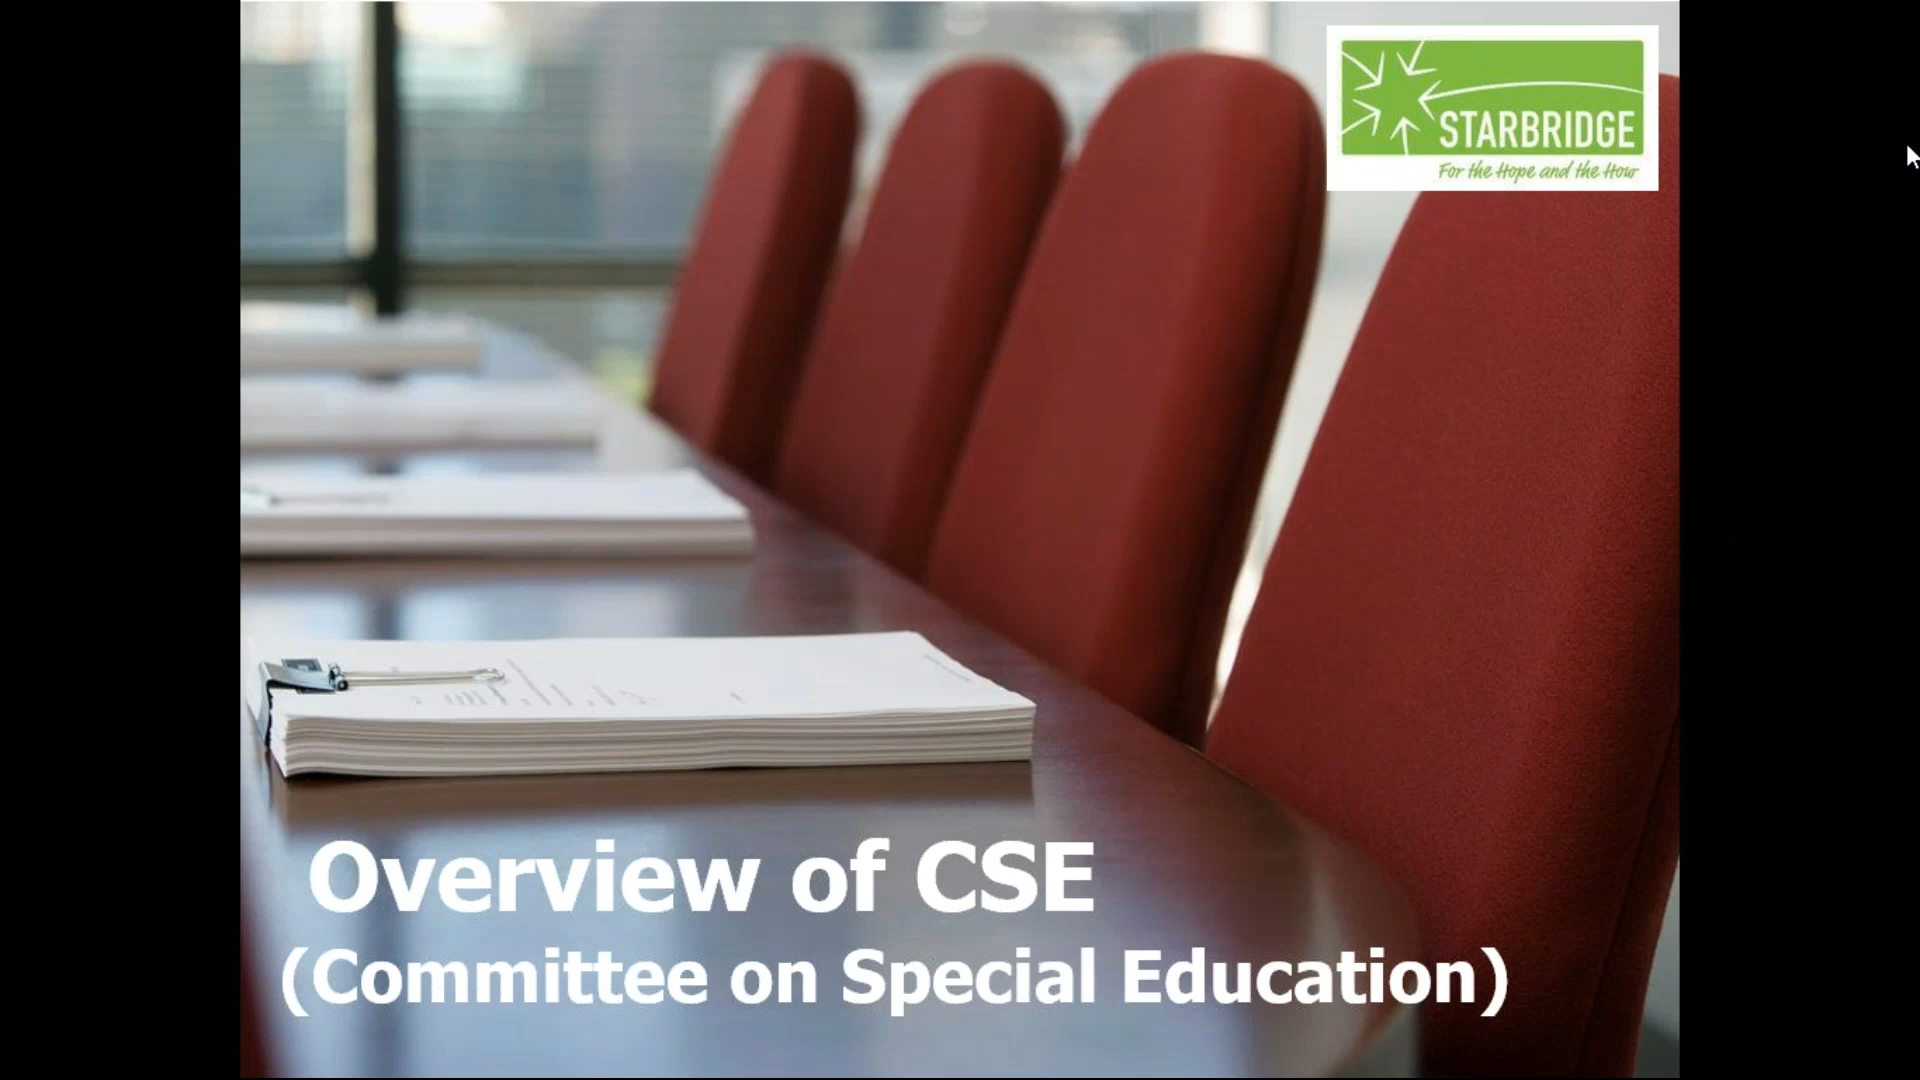 STARBRIDGE
For the Hope and the How
Overview of CSE
(Committee on Special Education)